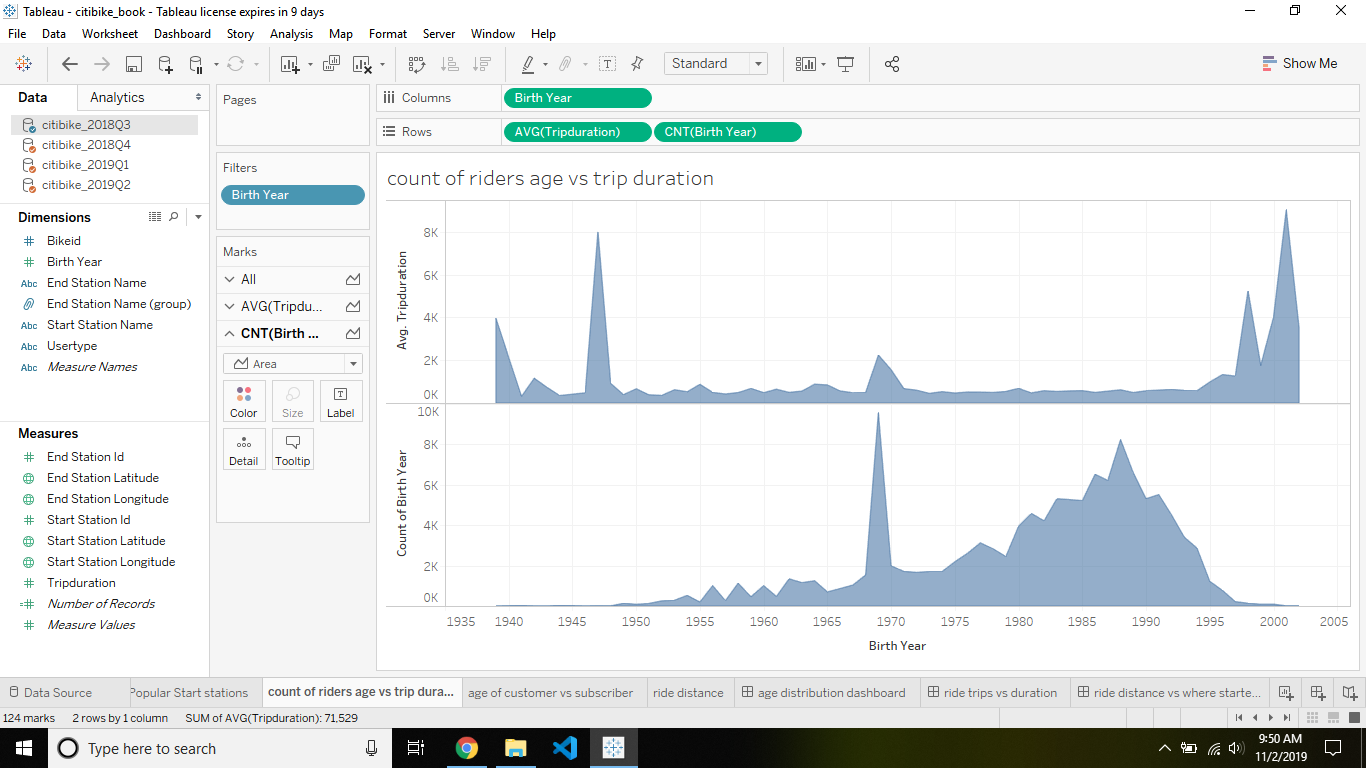 Tableau - citibike_book - Tableau license expires in 9 days
File Data Worksheet Dashboard Story Analysis Map Format Server Window Help
Standard
Show Me
Data Analytics
citibike_2018Q3
citibike_2018Q4
citibike_2019Q1
citibike_2019Q2
Dimensions
Bikeid
Birth Year
Abc End Station Name
End Station Name (group)
Abc Start Station Name
Abc Usertype
Abc Measure Names
Measures
End Station Id
End Station Latitude
End Station Longitude
Start Station Id
Start Station Latitude
Start Station Longitude
Tripduration
Number of Records
Measure Values
Pages
Filters
Birth Year
Marks
All
AVG(Tripdu...
CNT(Birth ...
Area
Color Size Label
Detail Tooltip
Columns Birth Year
Rows AVG(Tripduration) CNT(Birth Year)
count of riders age vs trip duration
Avg. Tripduration
8K
6K
4K
2K
0K
Count of Birth Year
10K
8K
6K
4K
2K
0K
1935 1940 1945 1950 1955 1960 1965 1970 1975 1980 1985 1990 1995 2000 2005
Birth Year
Data Source Popular Start stations count of riders age vs trip dura... age of customer vs subscriber ride distance age distribution dashboard ride trips vs duration ride distance vs where starte...
124 marks 2 rows by 1 column SUM of AVG(Tripduration): 71,529
Type here to search
9:50 AM
11/2/2019